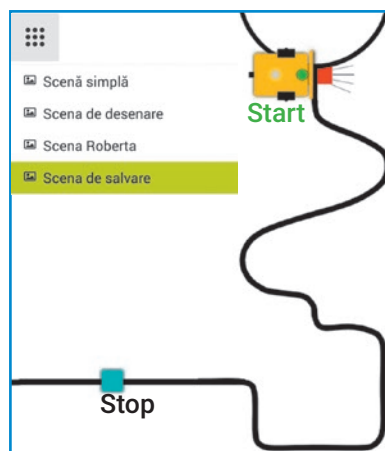 Scenă simplă
Scena de desenare
Scena Roberta
Scena de salvare
Start
Stop